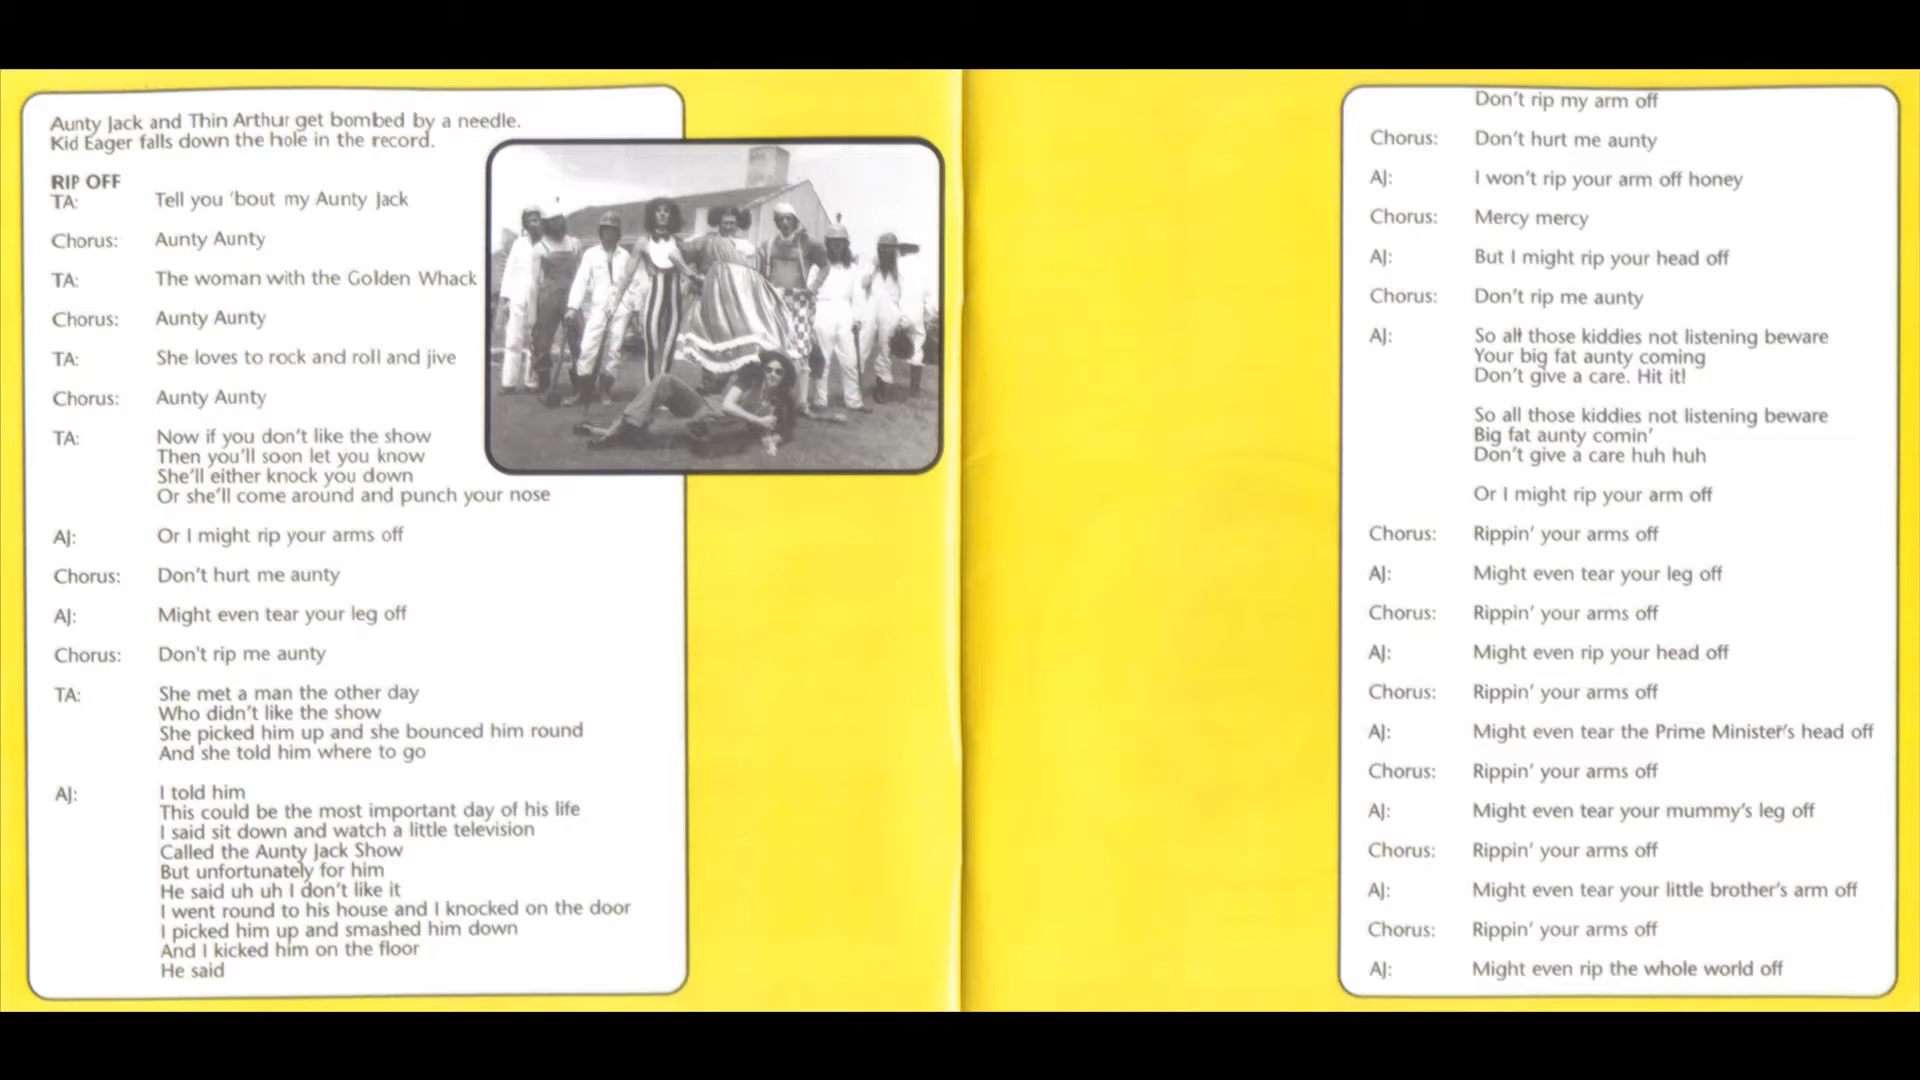 Aunty Jack and Thin Arthur get bombed by a needle.
Kid Eager falls down the hole in the record.
RIP OFF
TA: Tell you 'bout my Aunty Jack
Chorus: Aunty Aunty
TA: The woman with the Golden Whack
Chorus: Aunty Aunty
TA: She loves to rock and roll and jive
Chorus: Aunty Aunty
TA: Now if you don't like the show
Then you'll soon let you know
She'll either knock you down
Or she'll come around and punch your nose
AJ: Or I might rip your arms off
Chorus: Don't hurt me aunty
AJ: Might even tear your leg off
Chorus: Don't rip me aunty
TA: She met a man the other day
Who didn't like the show
She picked him up and she bounced him round
And she told him where to go
AJ: I told him
This could be the most important day of his life
I said sit down and watch a little television
Called the Aunty Jack Show
But unfortunately for him
He said uh uh I don't like it
I went round to his house and I knocked on the door
I picked him up and smashed him down
And I kicked him on the floor
He said
Don't rip my arm off
Chorus: Don't hurt me aunty
AJ: I won't rip your arm off honey
Chorus: Mercy mercy
AJ: But I might rip your head off
Chorus: Don't rip me aunty
AJ: So all those kiddies not listening beware
Your big fat aunty coming
Don't give a care. Hit it!
So all those kiddies not listening beware
Big fat aunty comin'
Don't give a care huh huh
Or I might rip your arm off
Chorus: Rippin' your arms off
AJ: Might even tear your leg off
Chorus: Rippin' your arms off
AJ: Might even rip your head off
Chorus: Rippin' your arms off
AJ: Might even tear the Prime Minister's head off
Chorus: Rippin' your arms off
AJ: Might even tear your mummy's leg off
Chorus: Rippin' your arms off
AJ: Might even tear your little brother's arm off
Chorus: Rippin' your arms off
AJ: Might even rip the whole world off